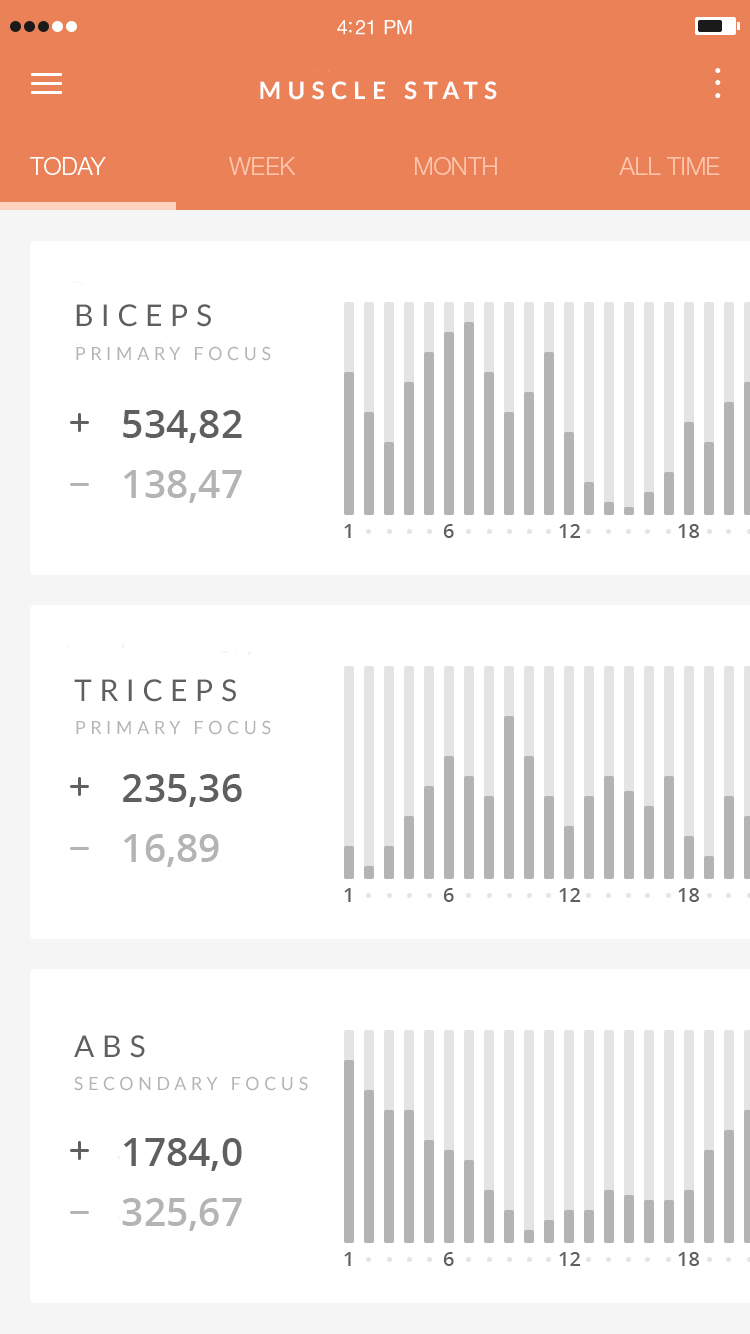 4:21 PM
MUSCLE STATS
TODAY WEEK MONTH ALL TIME
BICEPS
PRIMARY FOCUS
+ 534,82
− 138,47
1 6 12 18
TRICEPS
PRIMARY FOCUS
+ 235,36
− 16,89
1 6 12 18
ABS
SECONDARY FOCUS
+ 1784,0
− 325,67
1 6 12 18